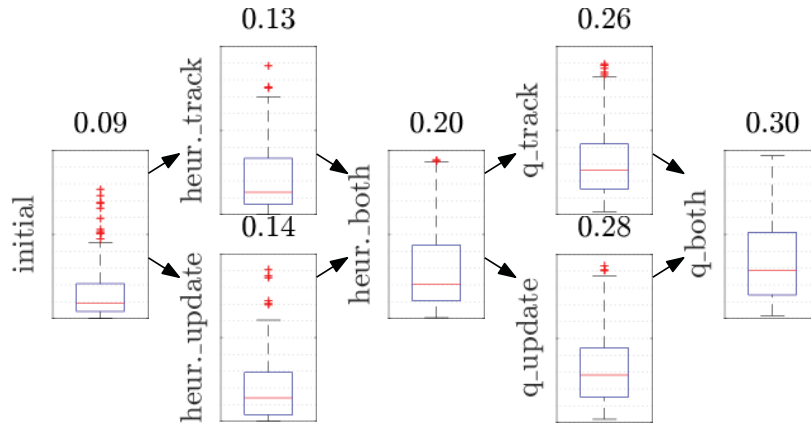 initial
0.09
heur._track
0.13
heur._update
0.14
heur._both
0.20
q_track
0.26
q_update
0.28
q_both
0.30